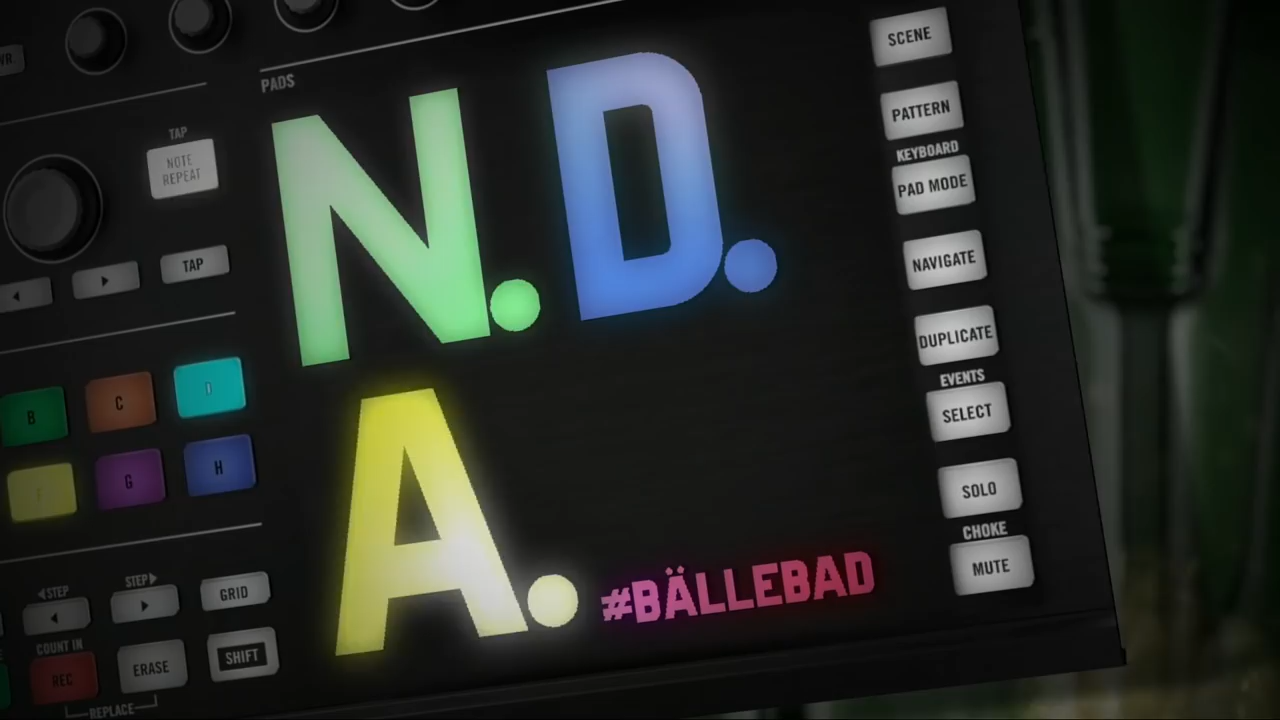 PADS
TAP
NOTE
REPEAT
TAP
B
C
D
F
G
H
STEP
STEP
GRID
COUNT IN
REC
ERASE
SHIFT
REPLACE
N.D.
A.
#BÄLLEBAD
SCENE
PATTERN
KEYBOARD
PAD MODE
NAVIGATE
DUPLICATE
EVENTS
SELECT
SOLO
CHOKE
MUTE